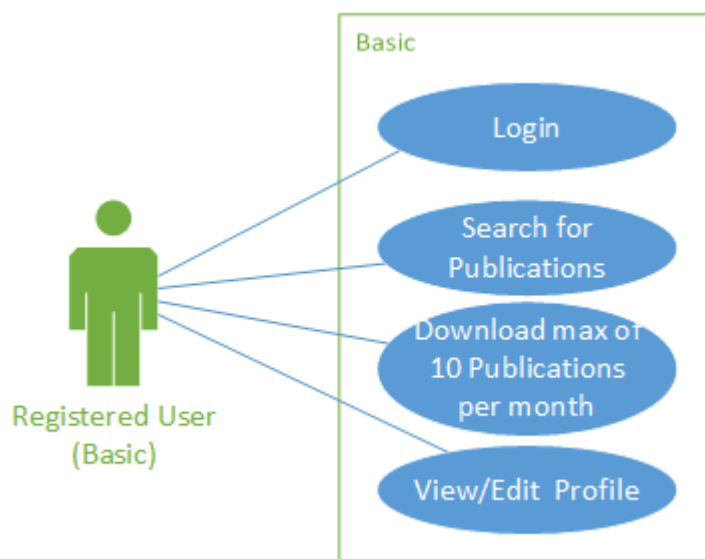 Basic
Login
Search for
Publications
Download max of
10 Publications
per month
View/Edit Profile
Registered User
(Basic)